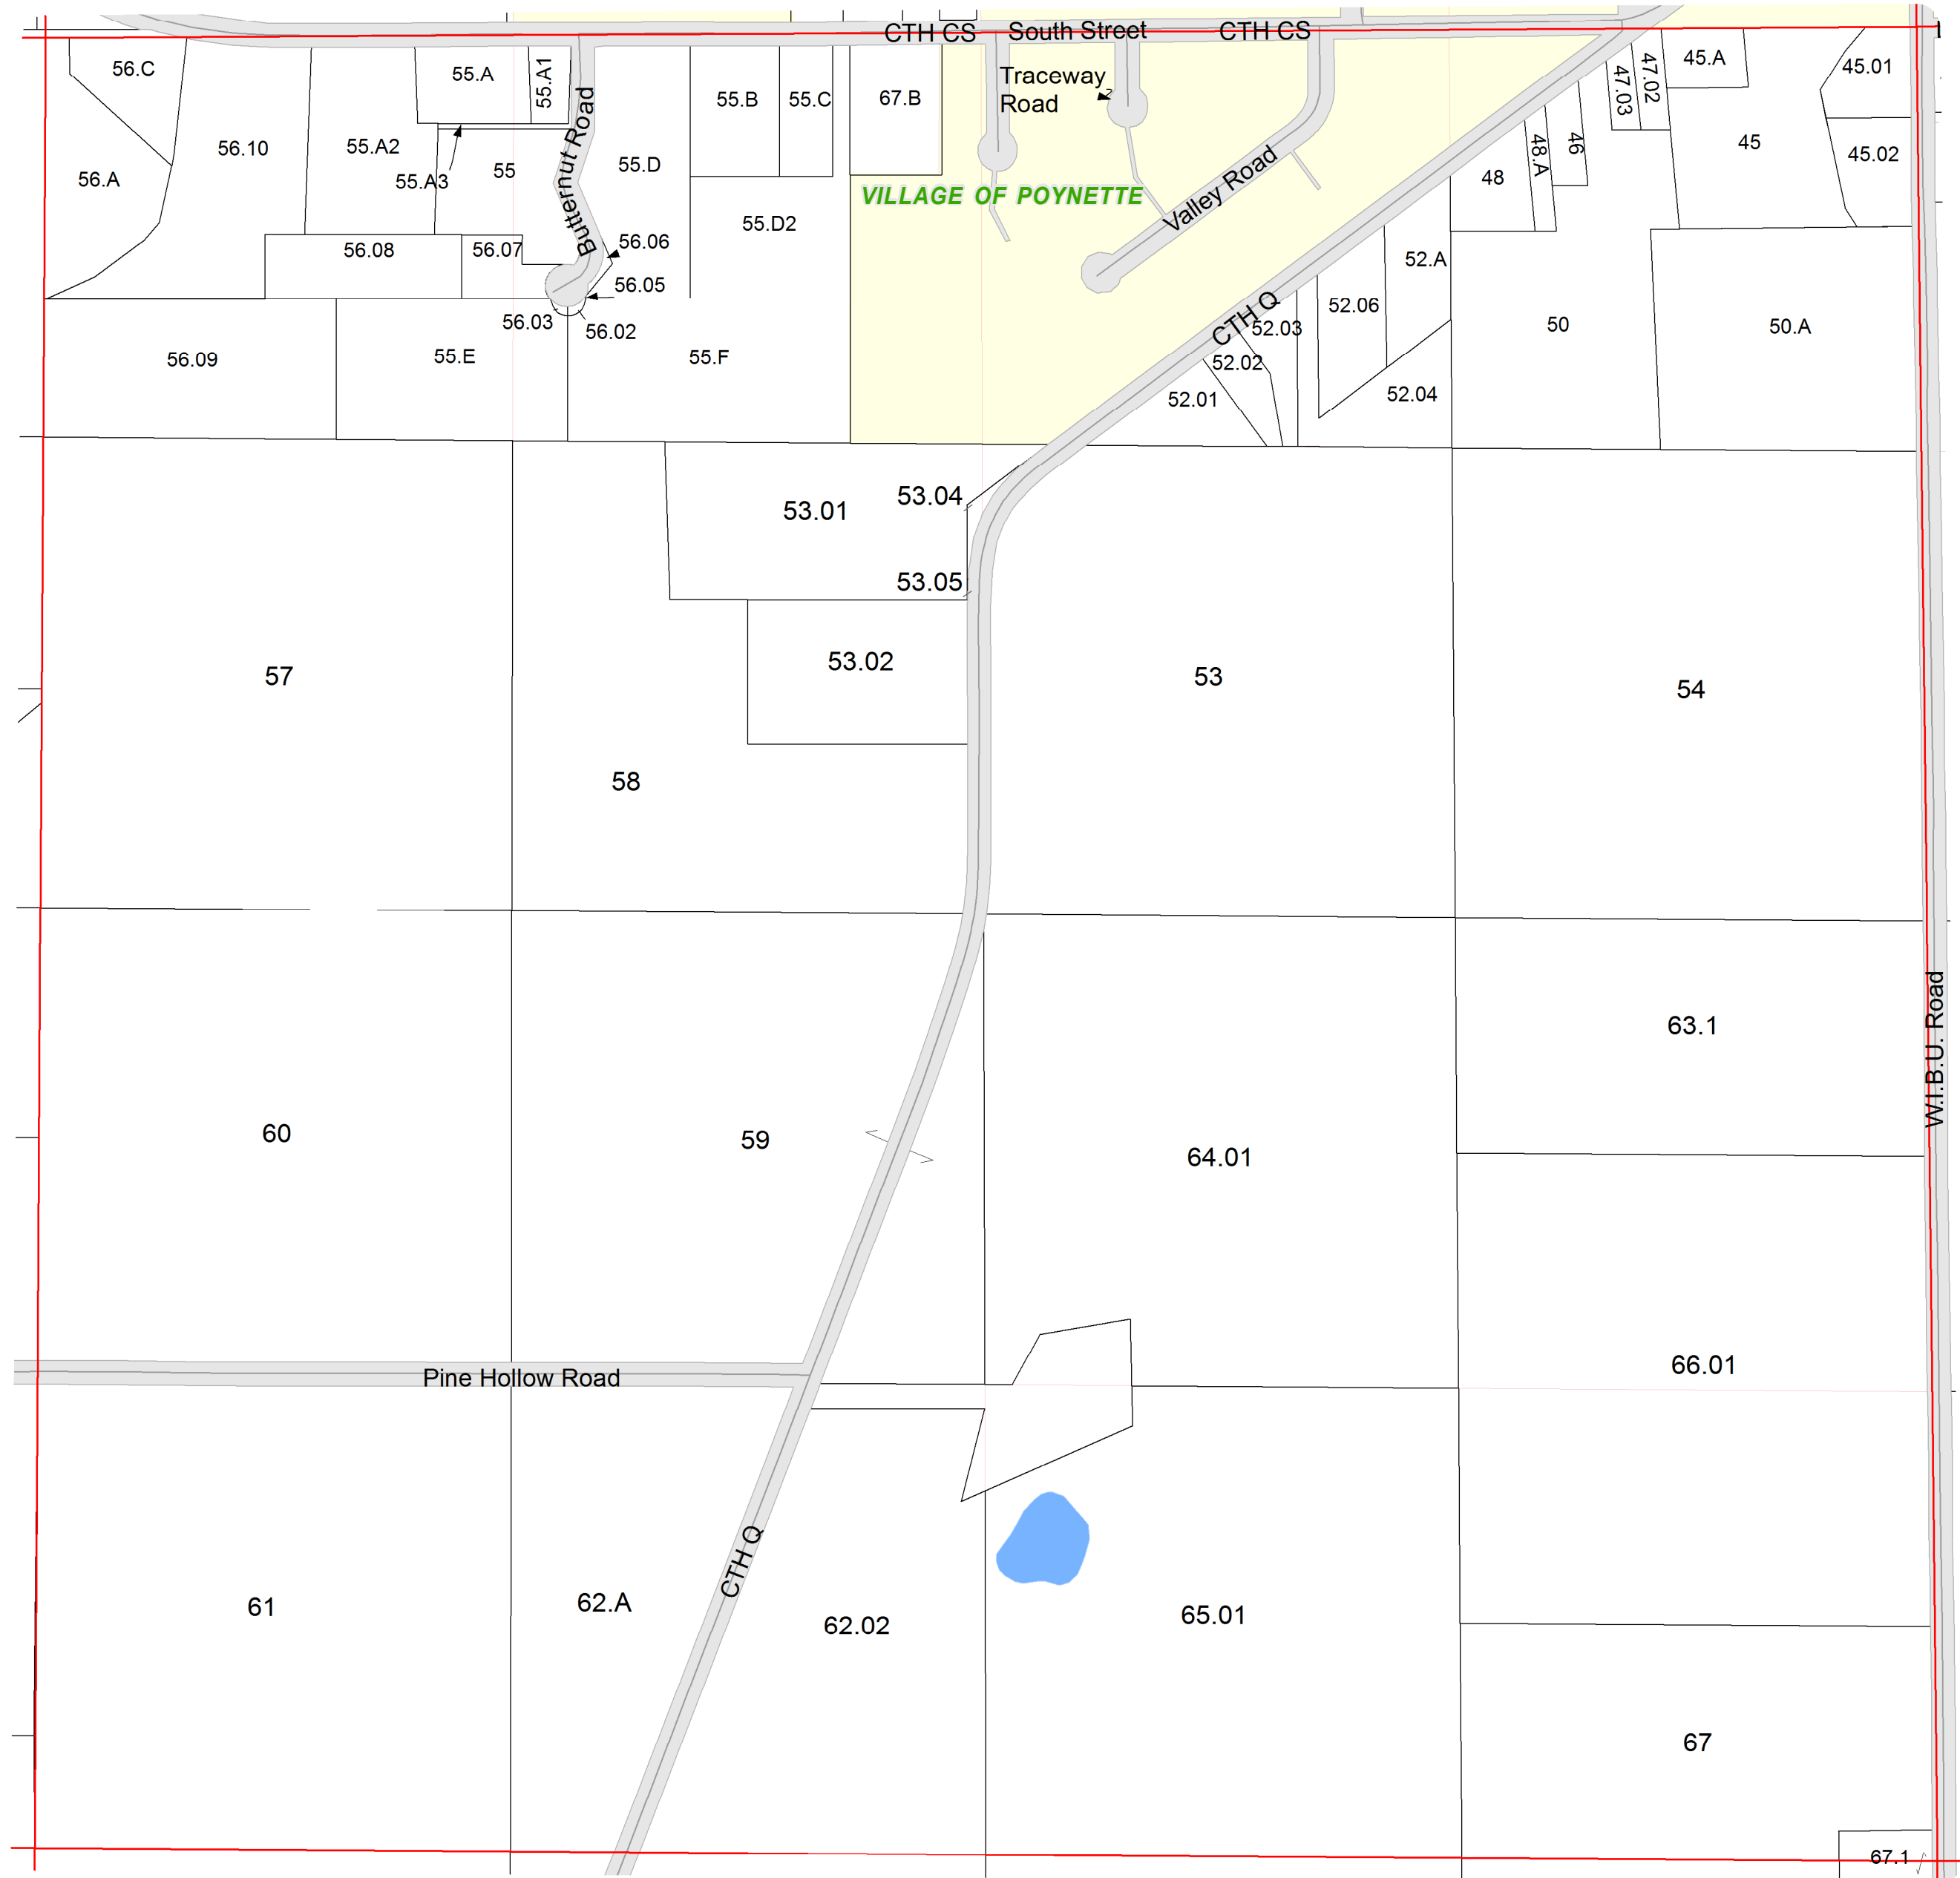 CTH CS
South Street
CTH CS
56.C
55.A
55.A1
Traceway
Road
2
47.03
47.02
45.A
45.01
55.B
55.C
67.B
56.10
55.A2
55.A3
55
Butternut Road
55.D
56.A
48
48.A
46
45
45.02
VILLAGE OF POYNETTE
Valley Road
55.D2
56.08
56.07
56.06
56.05
56.03
56.02
52.A
52.06
CTH Q
52.03
50
50.A
56.09
55.E
55.F
52.02
52.01
52.04
53.04
53.01
53.05
53.02
57
53
54
58
63.1
W.I.B.U. Road
60
59
64.01
66.01
Pine Hollow Road
CTH Q
61
62.A
62.02
65.01
67
67.1